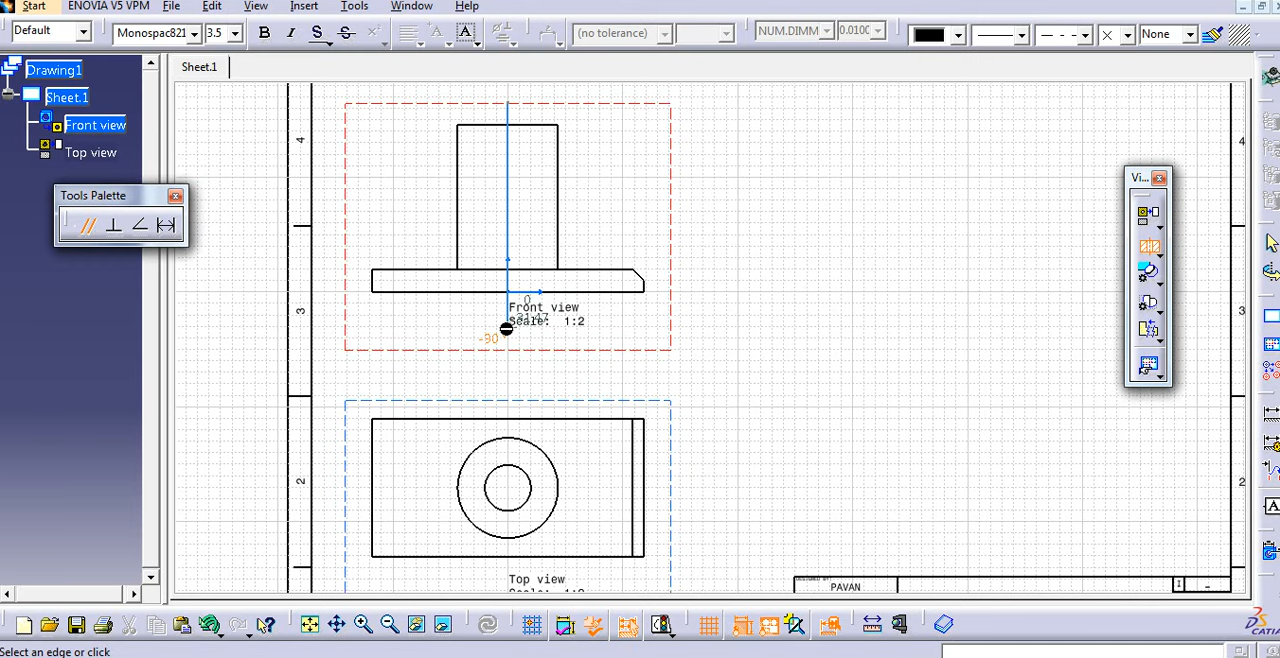 Start ENOVIA V5 VPM File Edit View Insert Tools Window Help
Default Monospac821 3.5 B I S S (no tolerance) NUM.DIMM 0.0100 None
Drawing1
Sheet.1
Front view
Top view
Sheet.1
Tools Palette
Vi...
4
4
3
3
2
2
0
Front view
Scale: 1:2
-30
Top view
PAVAN
I
Select an edge or click
CATIA